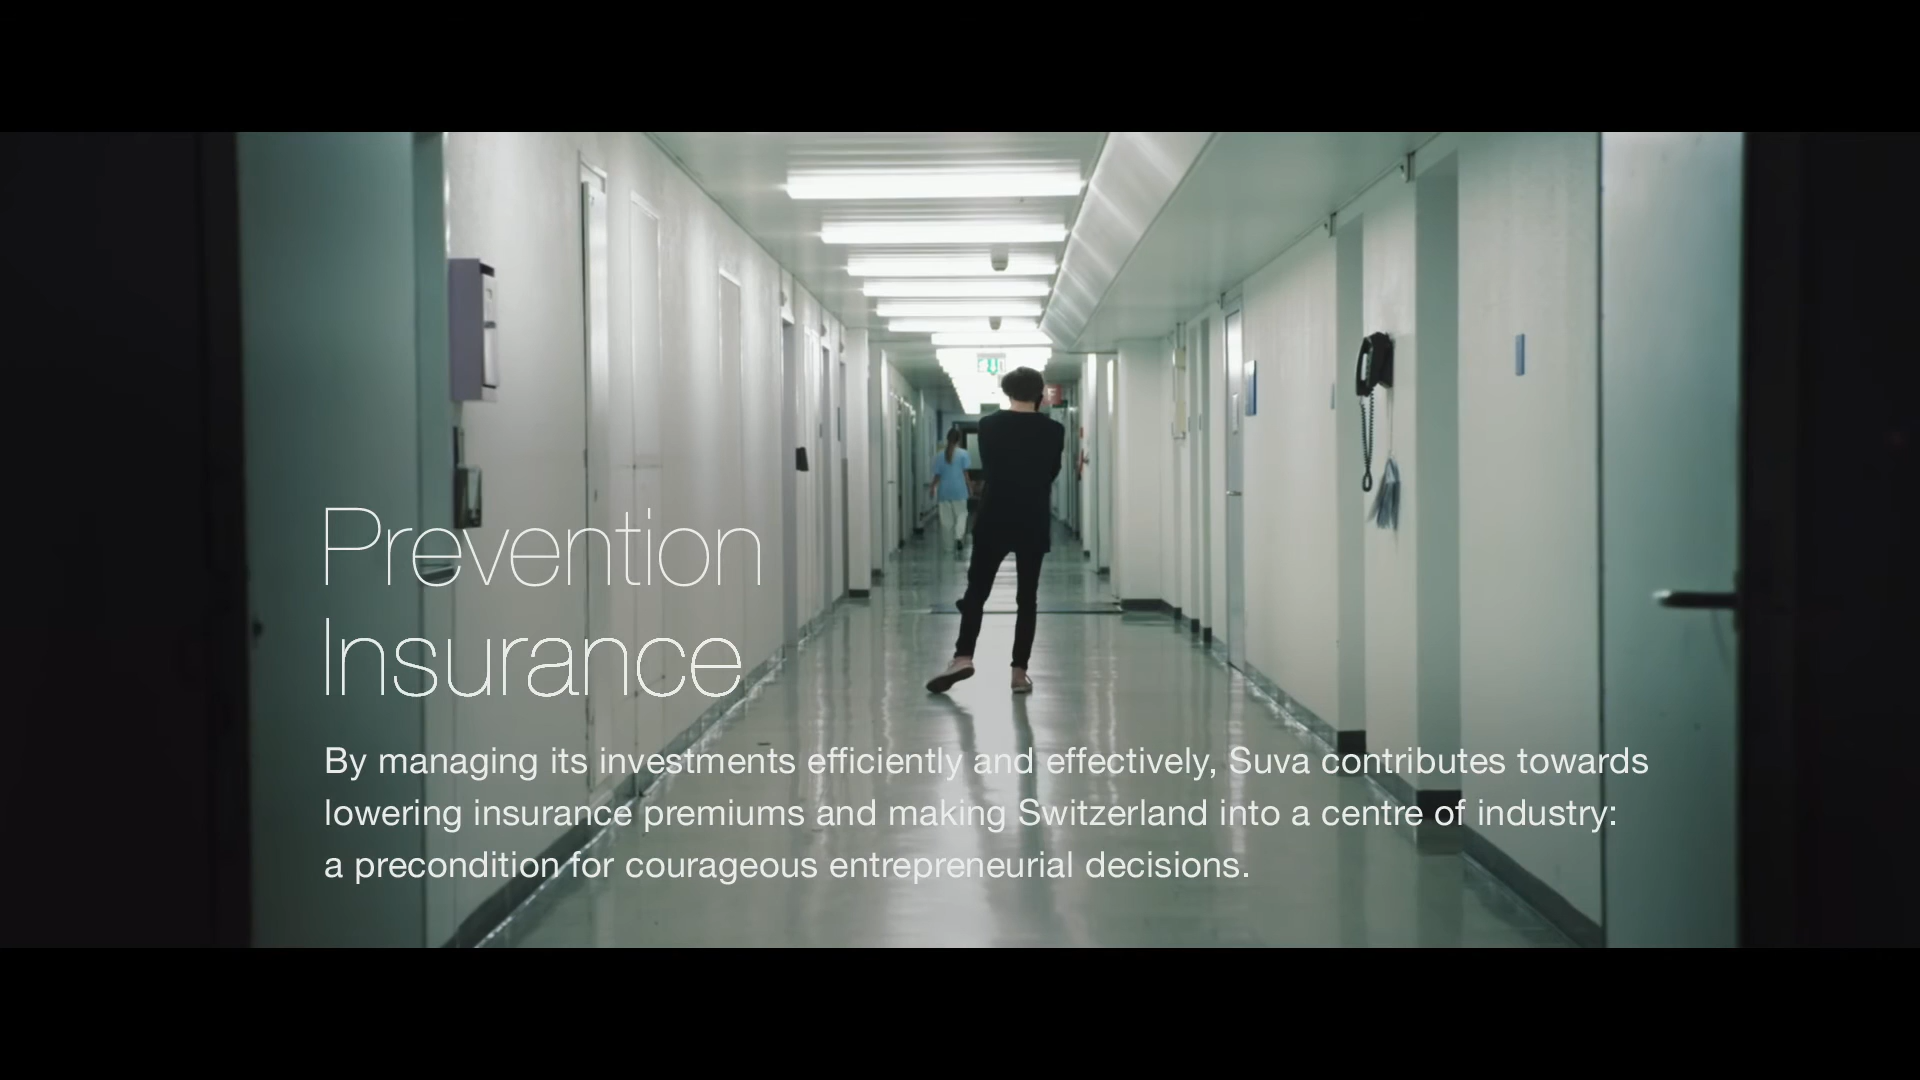 Prevention
Insurance
By managing its investments efficiently and effectively, Suva contributes towards
lowering insurance premiums and making Switzerland into a centre of industry:
a precondition for courageous entrepreneurial decisions.